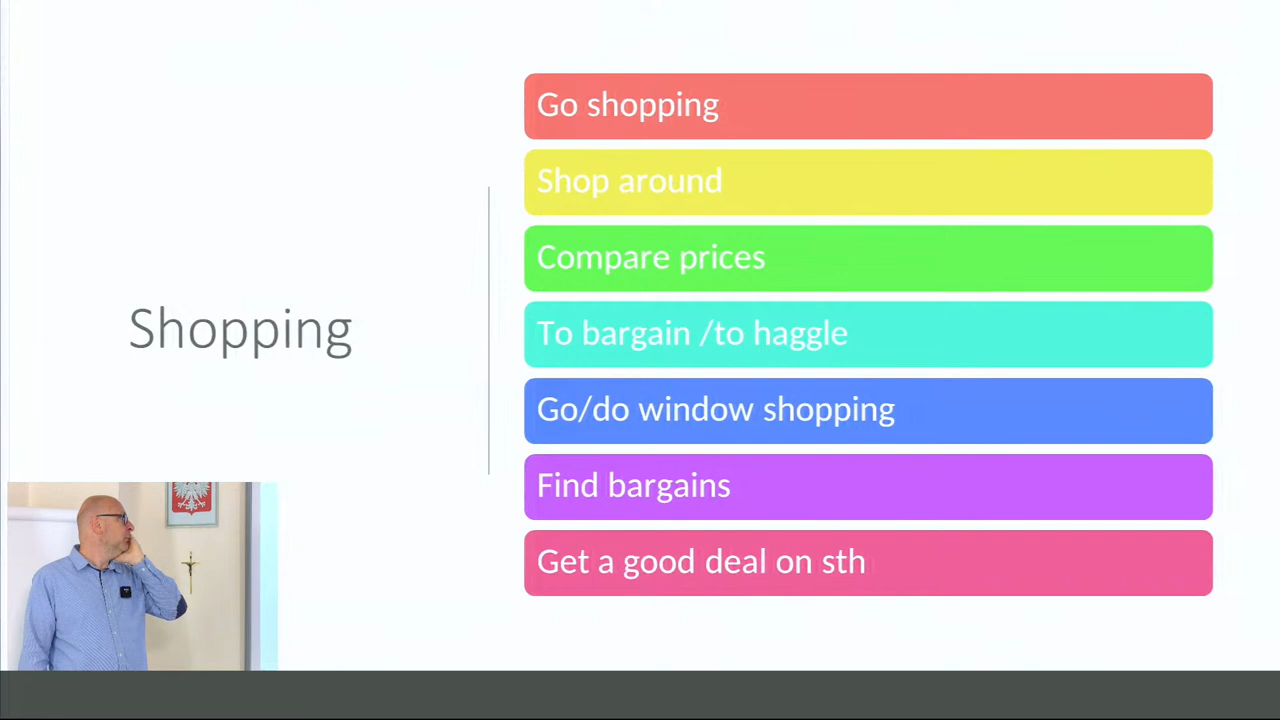 Shopping
Go shopping
Shop around
Compare prices
To bargain /to haggle
Go/do window shopping
Find bargains
Get a good deal on sth